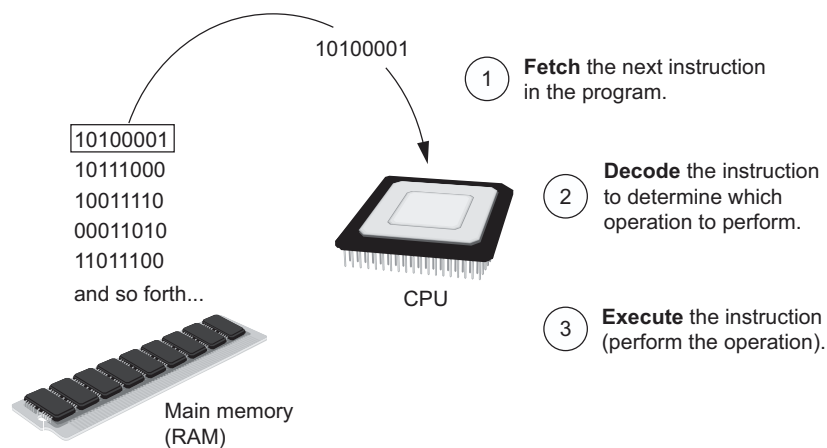 10100001
1
Fetch the next instruction
in the program.
10100001
10111000
10011110
00011010
11011100
and so forth...
2
Decode the instruction
to determine which
operation to perform.
CPU
3
Execute the instruction
(perform the operation).
Main memory
(RAM)